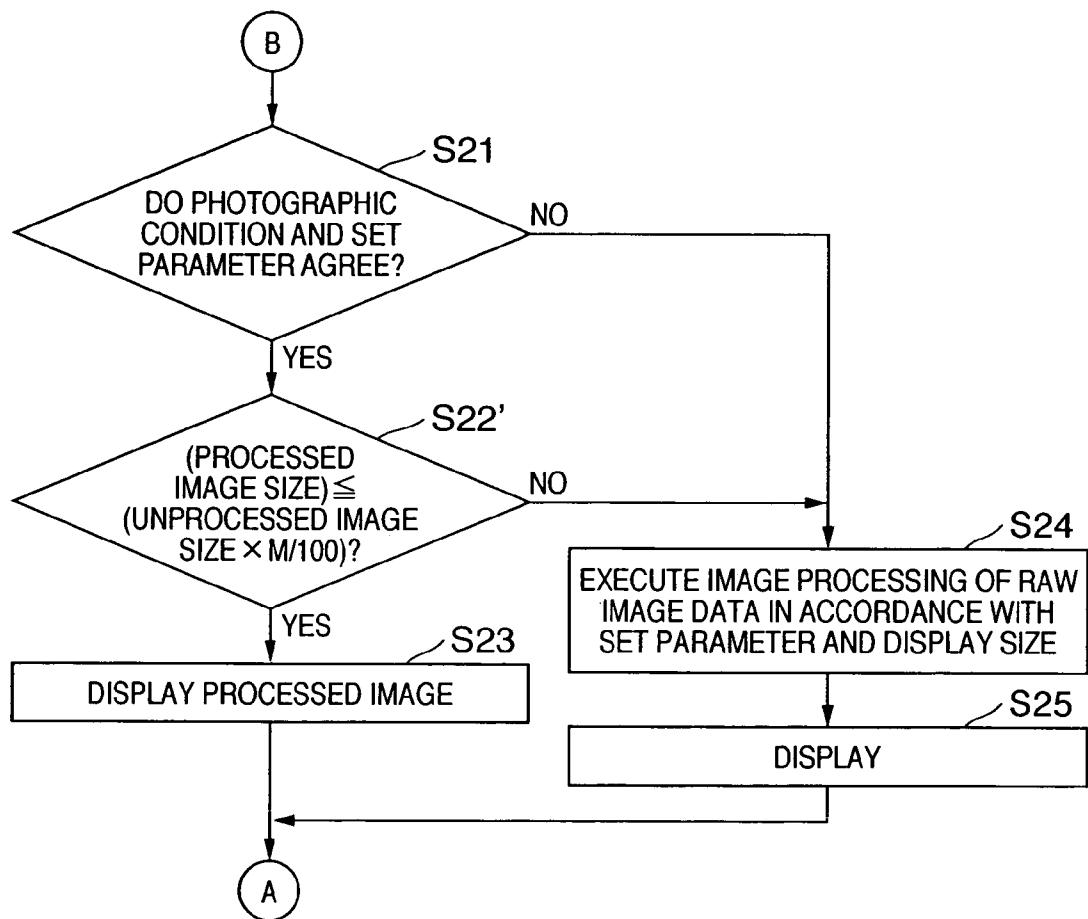 B
S21
DO PHOTOGRAPHIC
CONDITION AND SET
PARAMETER AGREE?
NO
YES
S22'
(PROCESSED
IMAGE SIZE)≦
(UNPROCESSED IMAGE
SIZE×M/100)?
NO
YES
S23
DISPLAY PROCESSED IMAGE
S24
EXECUTE IMAGE PROCESSING OF RAW
IMAGE DATA IN ACCORDANCE WITH
SET PARAMETER AND DISPLAY SIZE
S25
DISPLAY
A